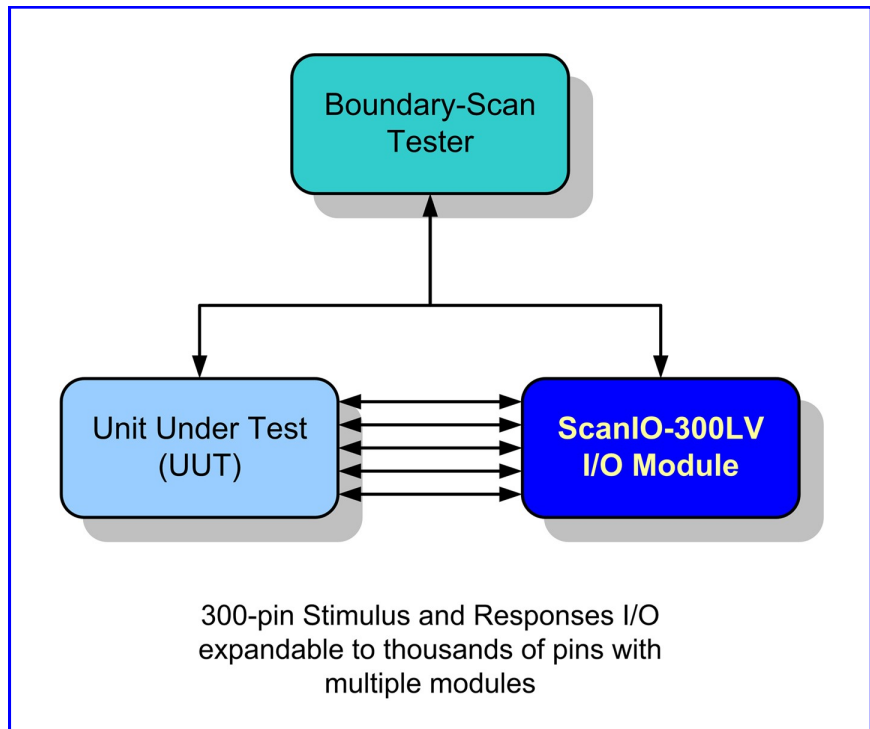 Boundary-Scan
Tester
Unit Under Test
(UUT)
ScanIO-300LV
I/O Module
300-pin Stimulus and Responses I/O
expandable to thousands of pins with
multiple modules